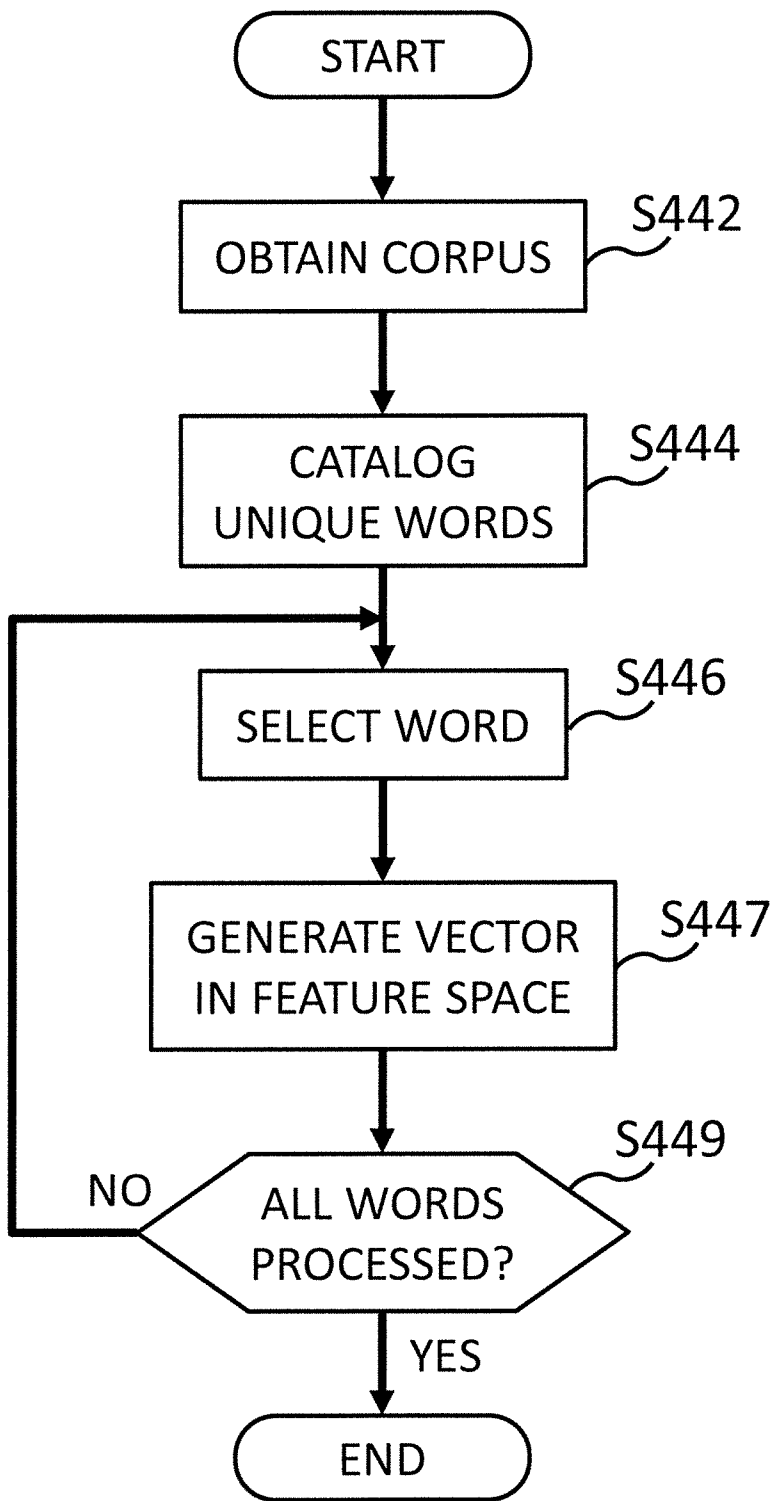 START
S442
OBTAIN CORPUS
S444
CATALOG
UNIQUE WORDS
S446
SELECT WORD
S447
GENERATE VECTOR
IN FEATURE SPACE
S449
NO
ALL WORDS
PROCESSED?
YES
END